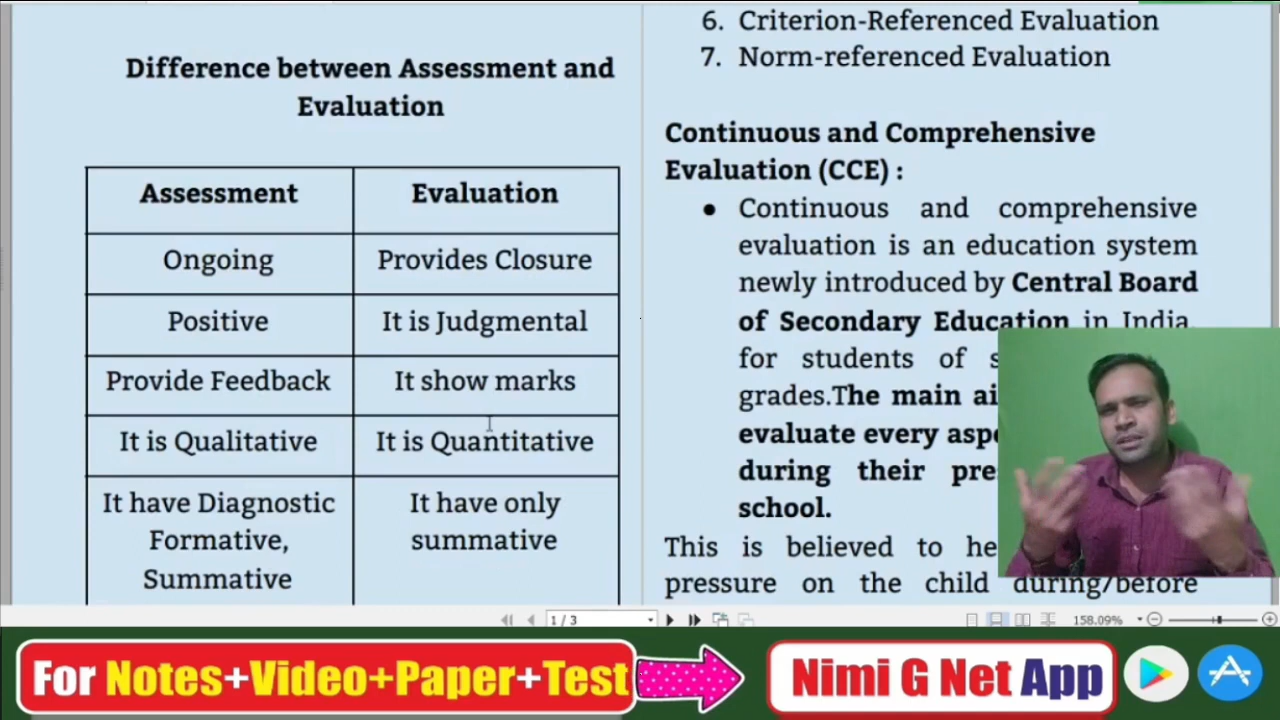 Difference between Assessment and
Evaluation
Assessment Evaluation
Ongoing Provides Closure
Positive It is Judgmental
Provide Feedback It show marks
It is Qualitative It is Quantitative
It have Diagnostic It have only
Formative, summative
Summative
6. Criterion-Referenced Evaluation
7. Norm-referenced Evaluation
Continuous and Comprehensive
Evaluation (CCE) :
• Continuous and comprehensive
evaluation is an education system
newly introduced by Central Board
of Secondary Education in India,
for students of
grades.The main
evaluate every
during their
school.
This is believed to
pressure on the child during/before
1 / 3
158.09%
For Notes+Video+Paper+Test
Nimi G Net App